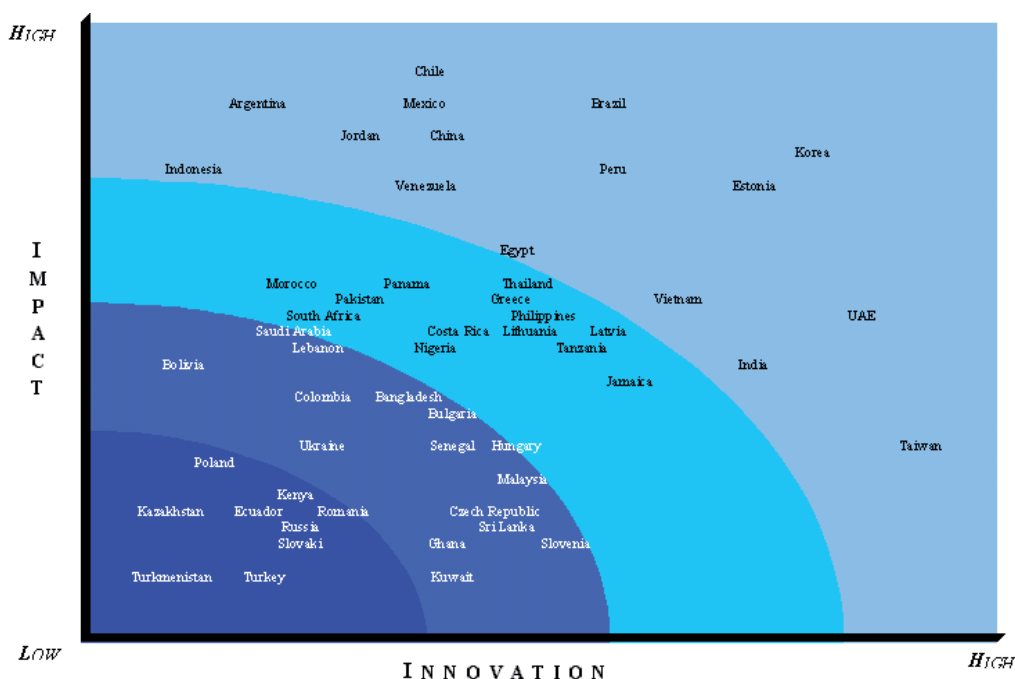 HIGH
Chile
Argentina Mexico Brazil
Jordan China
Korea
Indonesia Peru
Venezuela Estonia
Egypt
Morocco Panama Thailand
Pakistan Greece Vietnam
South Africa Philippines UAE
Saudi Arabia Costa Rica Lithuania Latvia
Lebanon Nigeria Tanzania
Bolivia India
Jamaica
Colombia Bangladesh
Bulgaria
Ukraine Senegal Hungary Taiwan
Poland
Malaysia
Kenya
Kazakhstan Ecuador Romania Czech Republic
Russia Sri Lanka
Slovaki Ghana Slovenia
Turkmenistan Turkey Kuwait
IMPACT
LOW
INNOVATION
HIGH